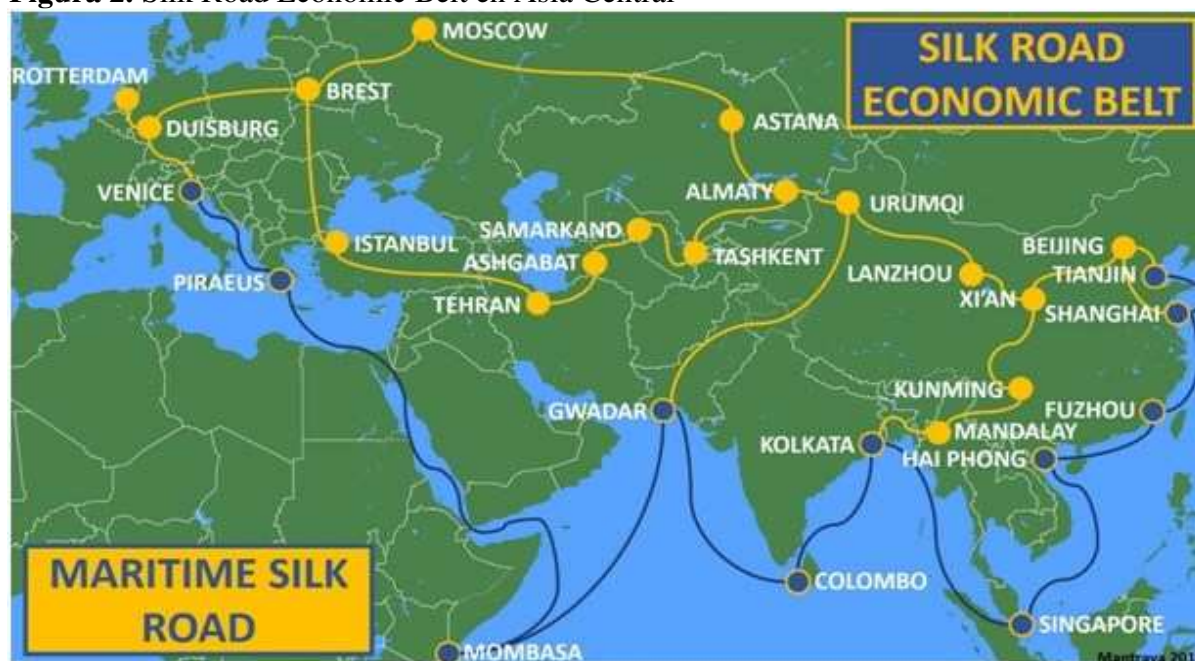 Figura 2. Silk Road Economic Belt en Asia Central
MOSCOW
SILK ROAD
ECONOMIC BELT
ROTTERDAM
BREST
DUISBURG
ASTANA
VENICE
ALMATY
URUMQI
SAMARKAND
ISTANBUL
TASHKENT
BEIJING
ASHGABAT
LANZHOU
TIANJIN
PIRAEUS
TEHRAN
XI'AN
SHANGHAI
KUNMING
GWADAR
FUZHOU
KOLKATA
MANDALAY
HAI PHONG
MARITIME SILK
ROAD
COLOMBO
SINGAPORE
MOMBASA